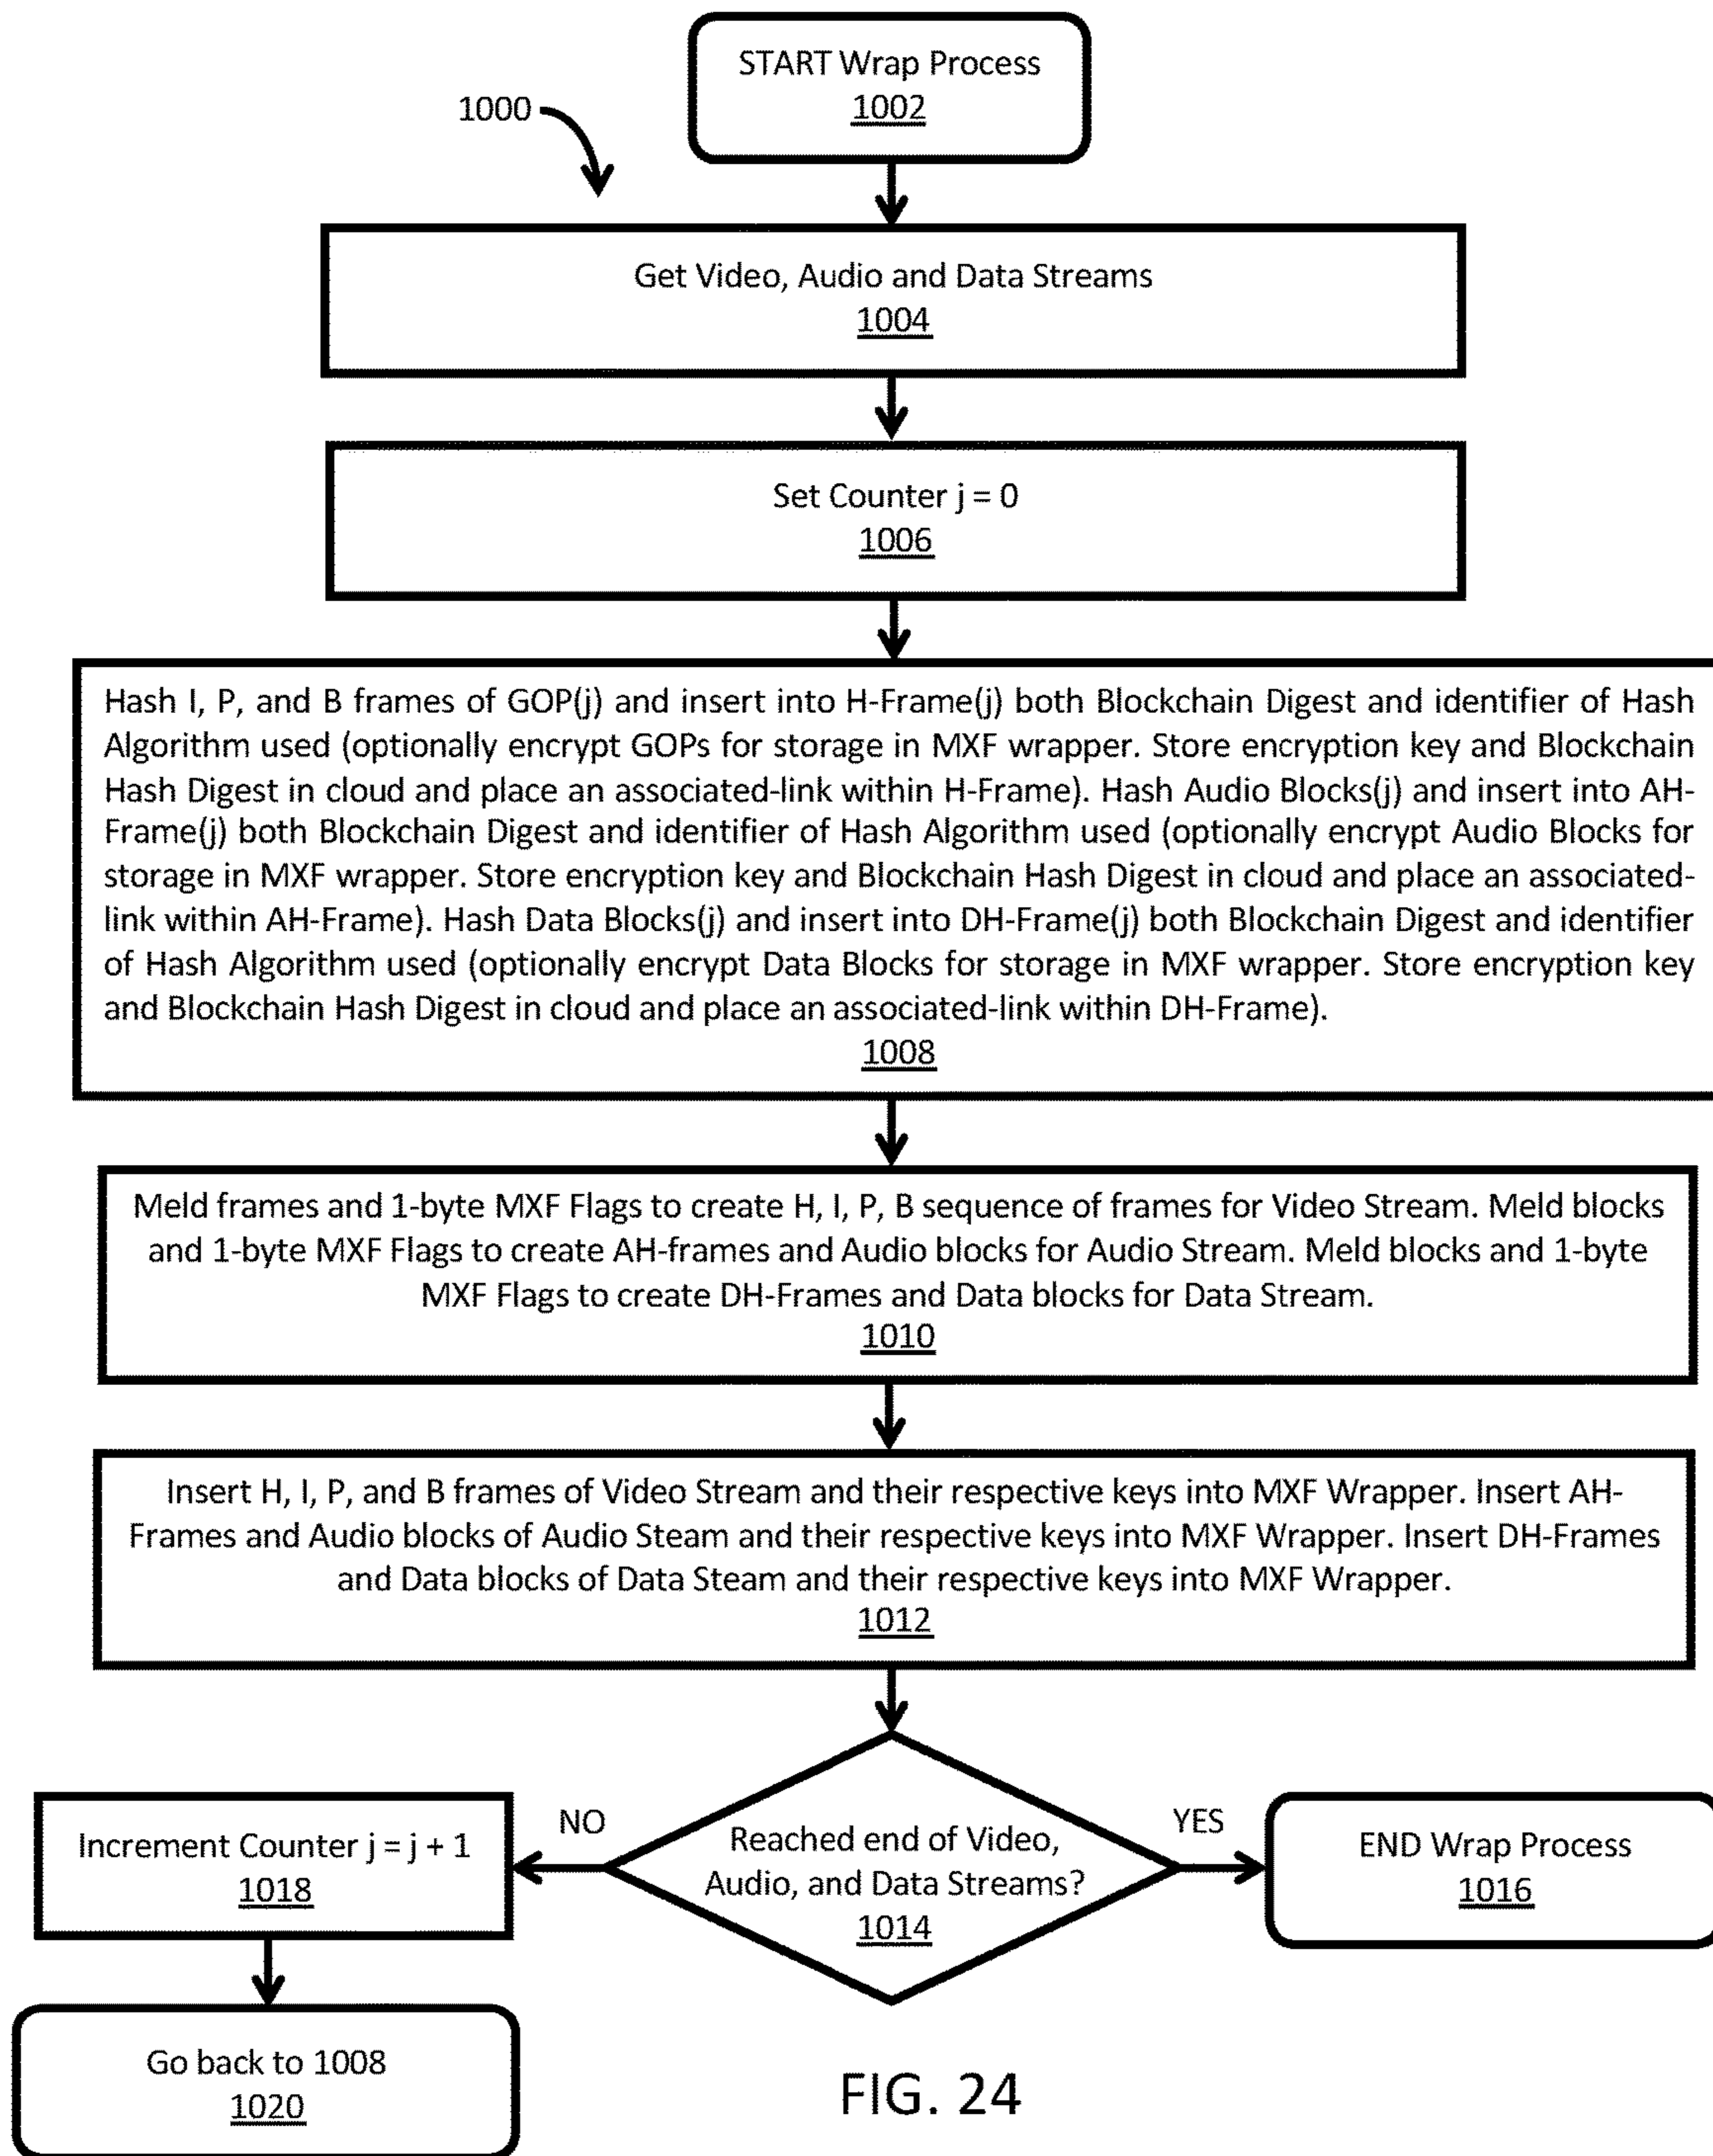 START Wrap Process
1002
1000
Get Video, Audio and Data Streams
1004
Set Counter j = 0
1006
Hash I, P, and B frames of GOP(j) and insert into H-Frame(j) both Blockchain Digest and identifier of Hash
Algorithm used (optionally encrypt GOPs for storage in MXF wrapper. Store encryption key and Blockchain
Hash Digest in cloud and place an associated-link within H-Frame). Hash Audio Blocks(j) and insert into AH-
Frame(j) both Blockchain Digest and identifier of Hash Algorithm used (optionally encrypt Audio Blocks for
storage in MXF wrapper. Store encryption key and Blockchain Hash Digest in cloud and place an associated-
link within AH-Frame). Hash Data Blocks(j) and insert into DH-Frame(j) both Blockchain Digest and identifier
of Hash Algorithm used (optionally encrypt Data Blocks for storage in MXF wrapper. Store encryption key
and Blockchain Hash Digest in cloud and place an associated-link within DH-Frame).
1008
Meld frames and 1-byte MXF Flags to create H, I, P, B sequence of frames for Video Stream. Meld blocks
and 1-byte MXF Flags to create AH-frames and Audio blocks for Audio Stream. Meld blocks and 1-byte
MXF Flags to create DH-Frames and Data blocks for Data Stream.
1010
Insert H, I, P, and B frames of Video Stream and their respective keys into MXF Wrapper. Insert AH-
Frames and Audio blocks of Audio Steam and their respective keys into MXF Wrapper. Insert DH-Frames
and Data blocks of Data Steam and their respective keys into MXF Wrapper.
1012
Reached end of Video,
Audio, and Data Streams?
1014
NO
YES
Increment Counter j = j + 1
1018
END Wrap Process
1016
Go back to 1008
1020
FIG. 24